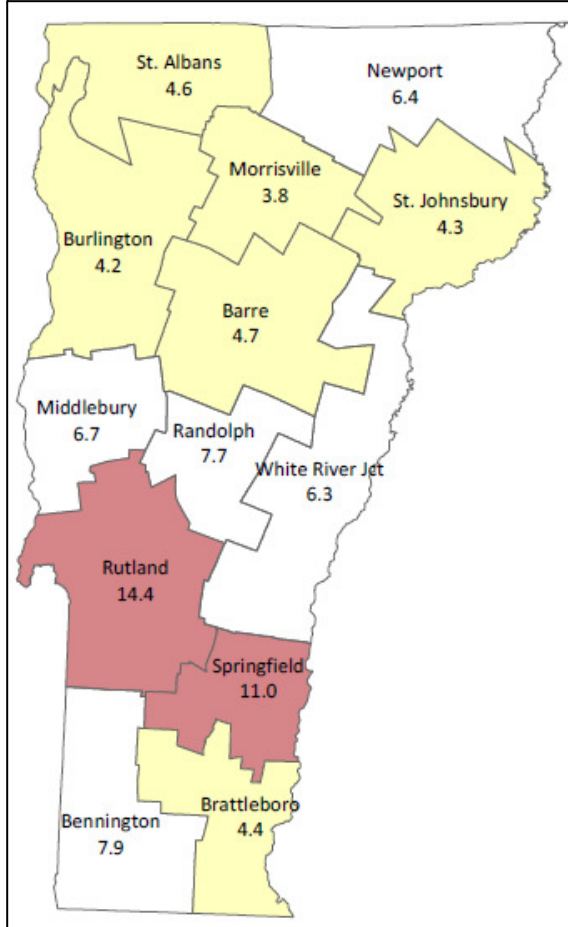 St. Albans
4.6
Newport
6.4
Morrisville
3.8
St. Johnsbury
4.3
Burlington
4.2
Barre
4.7
Middlebury
6.7
Randolph
7.7
White River Jct
6.3
Rutland
14.4
Springfield
11.0
Brattleboro
4.4
Bennington
7.9